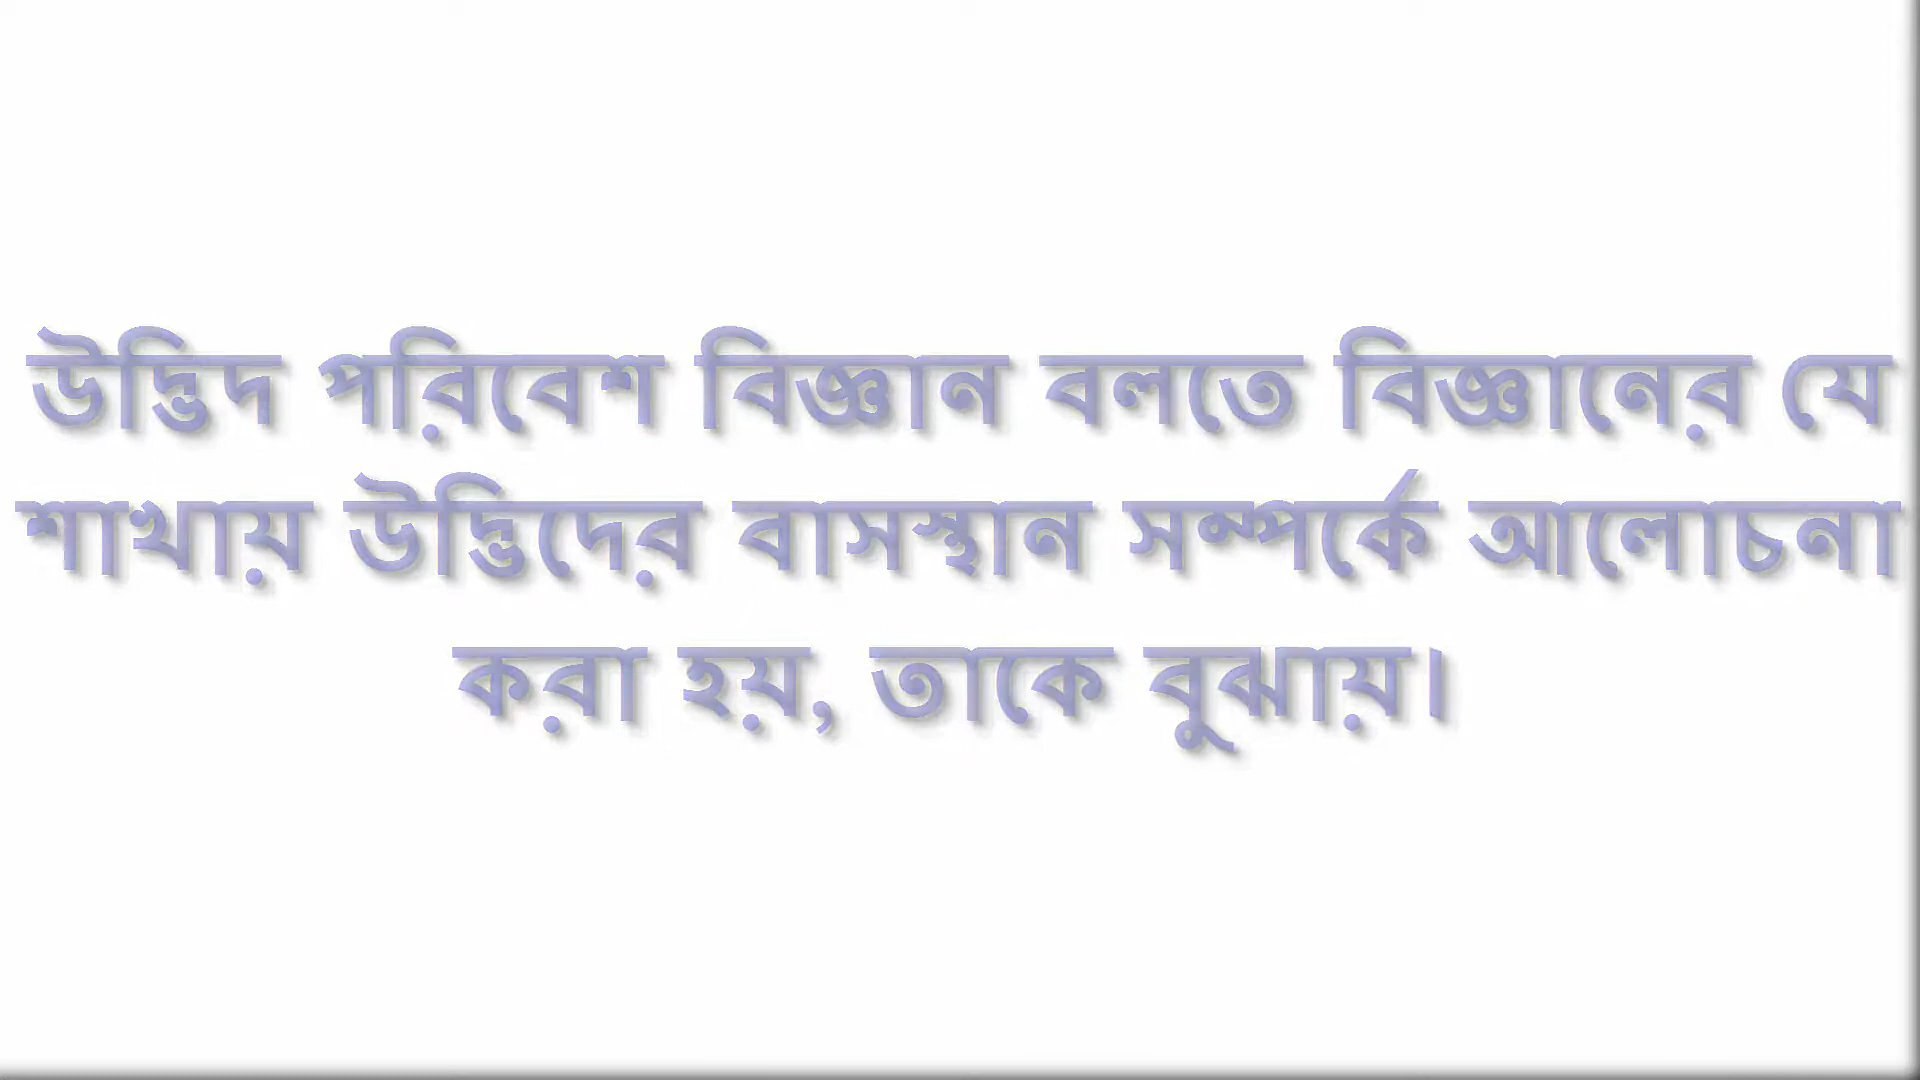 উদ্ভিদ পরিবেশ বিজ্ঞান বলতে বিজ্ঞানের যে
শাখায় উদ্ভিদের বাসস্থান সম্পর্কে আলোচনা
করা হয়, তাকে বুঝায়।